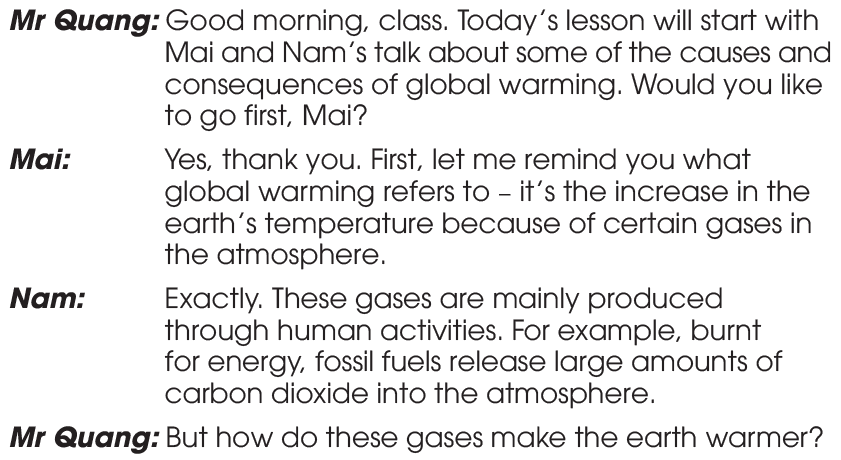 Mr Quang: Good morning, class. Today's lesson will start with
Mai and Nam's talk about some of the causes and
consequences of global warming. Would you like
to go first, Mai?
Mai: Yes, thank you. First, let me remind you what
global warming refers to – it's the increase in the
earth's temperature because of certain gases in
the atmosphere.
Nam: Exactly. These gases are mainly produced
through human activities. For example, burnt
for energy, fossil fuels release large amounts of
carbon dioxide into the atmosphere.
Mr Quang: But how do these gases make the earth warmer?